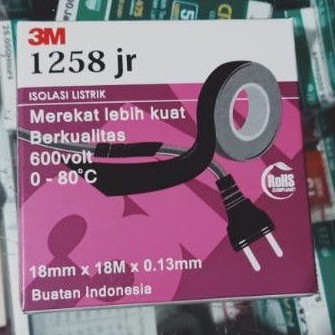 3M
1258 jr
ISOLASI LISTRIK
Merekat lebih kuat
Berkualitas
600volt
0 - 80°C
RoHS
COMPLIANT
18mm x 18M x 0.13mm
Buatan Indonesia